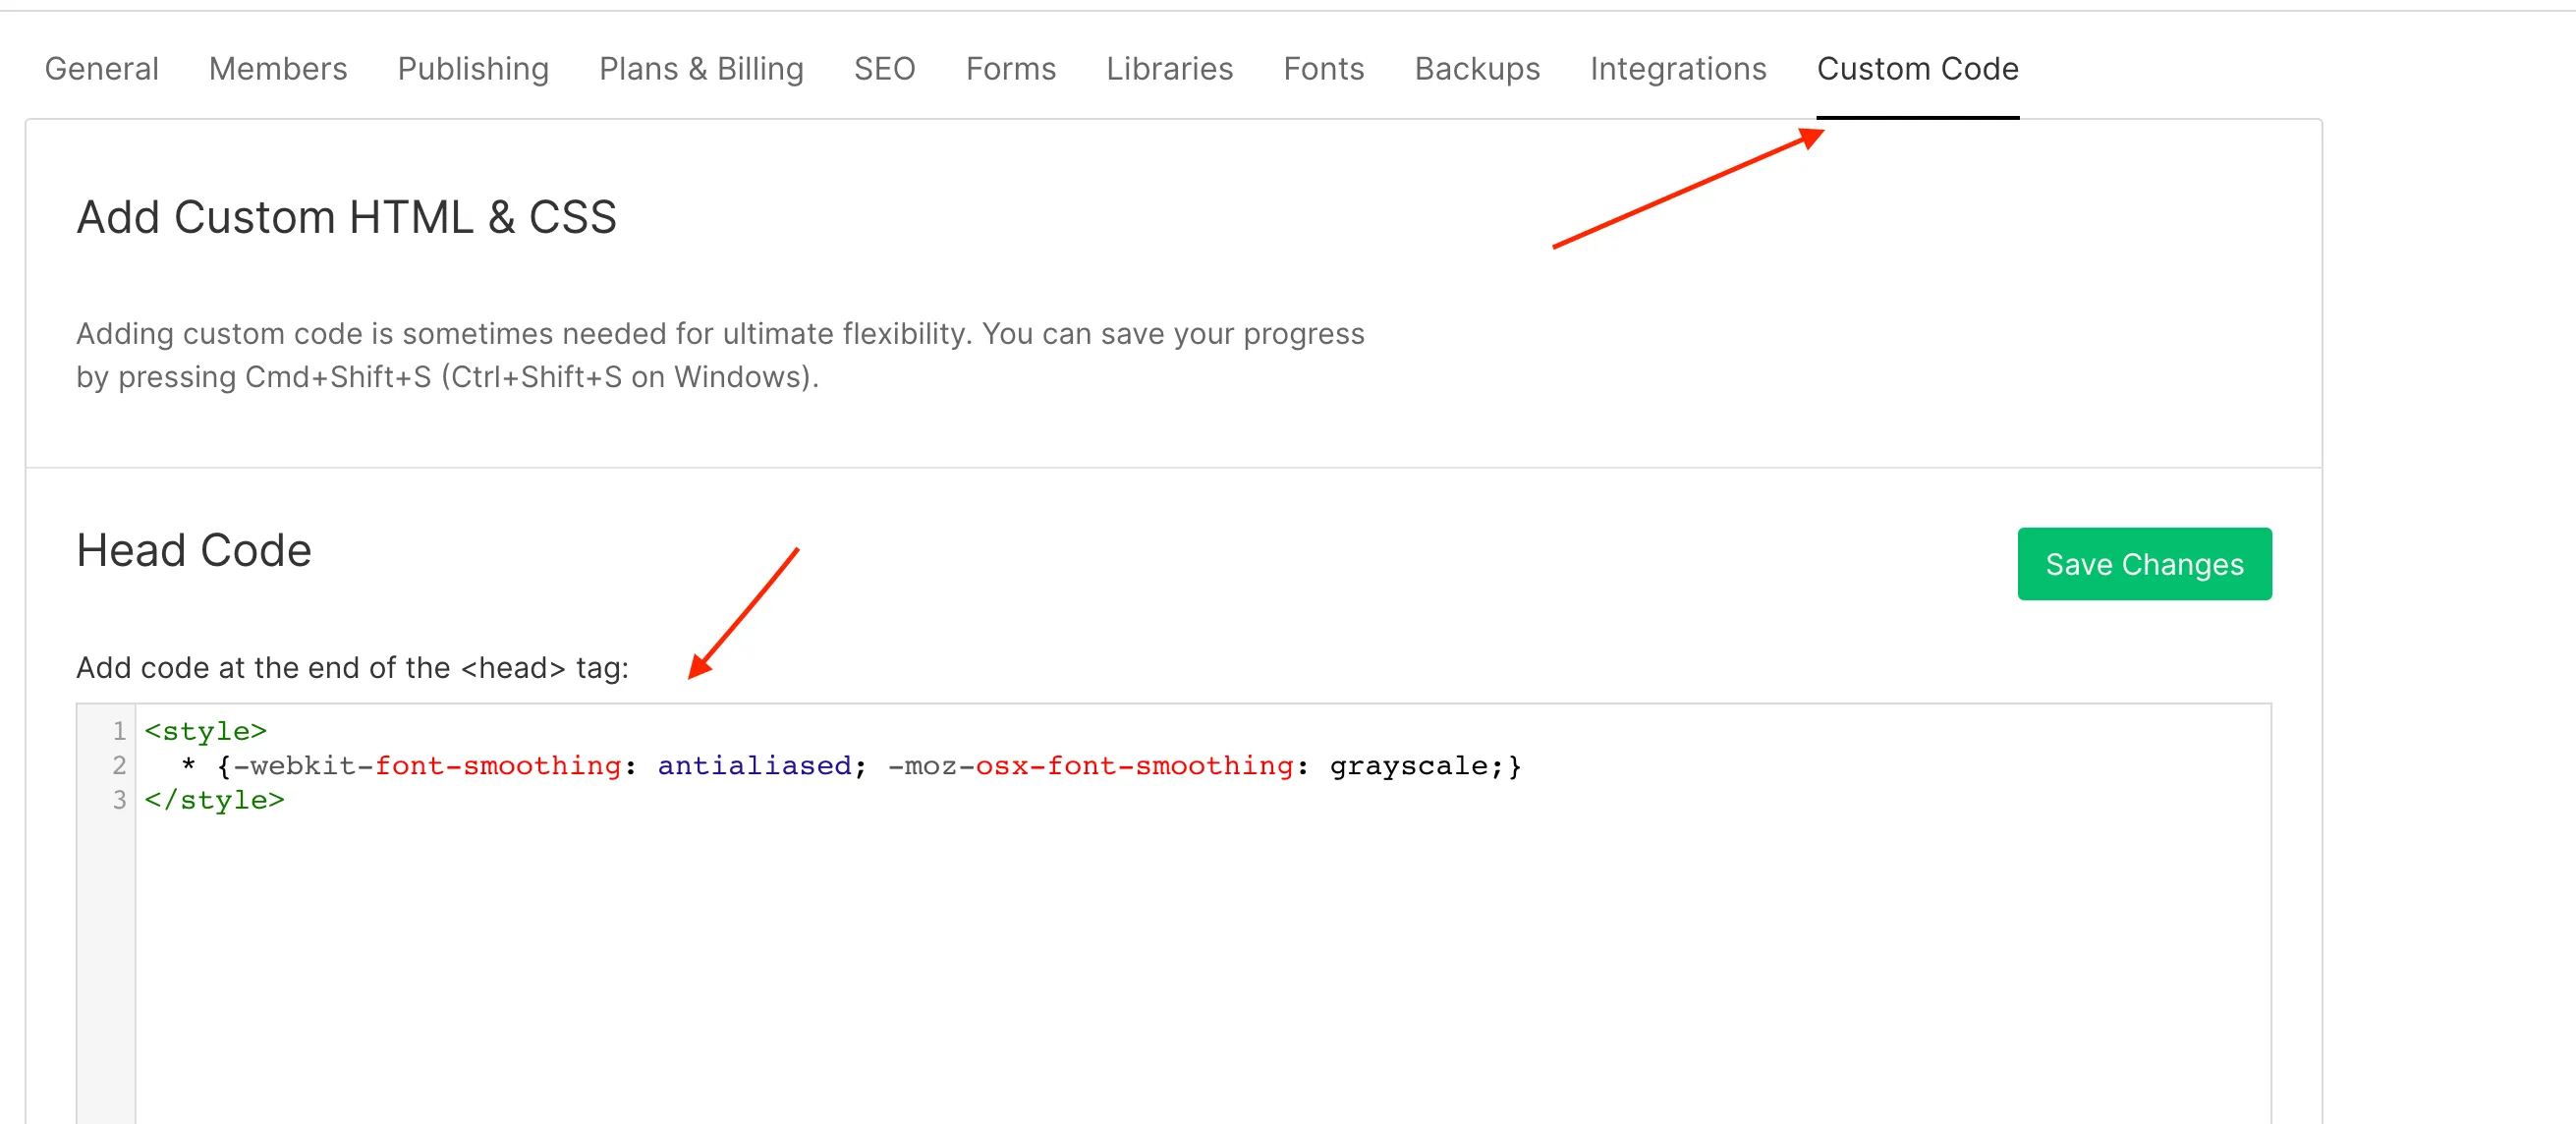 General Members Publishing Plans & Billing SEO Forms Libraries Fonts Backups Integrations Custom Code
Add Custom HTML & CSS
Adding custom code is sometimes needed for ultimate flexibility. You can save your progress
by pressing Cmd+Shift+S (Ctrl+Shift+S on Windows).
Head Code
Save Changes
Add code at the end of the <head> tag:
1 <style>
2   * {-webkit-font-smoothing: antialiased; -moz-osx-font-smoothing: grayscale;}
3 </style>